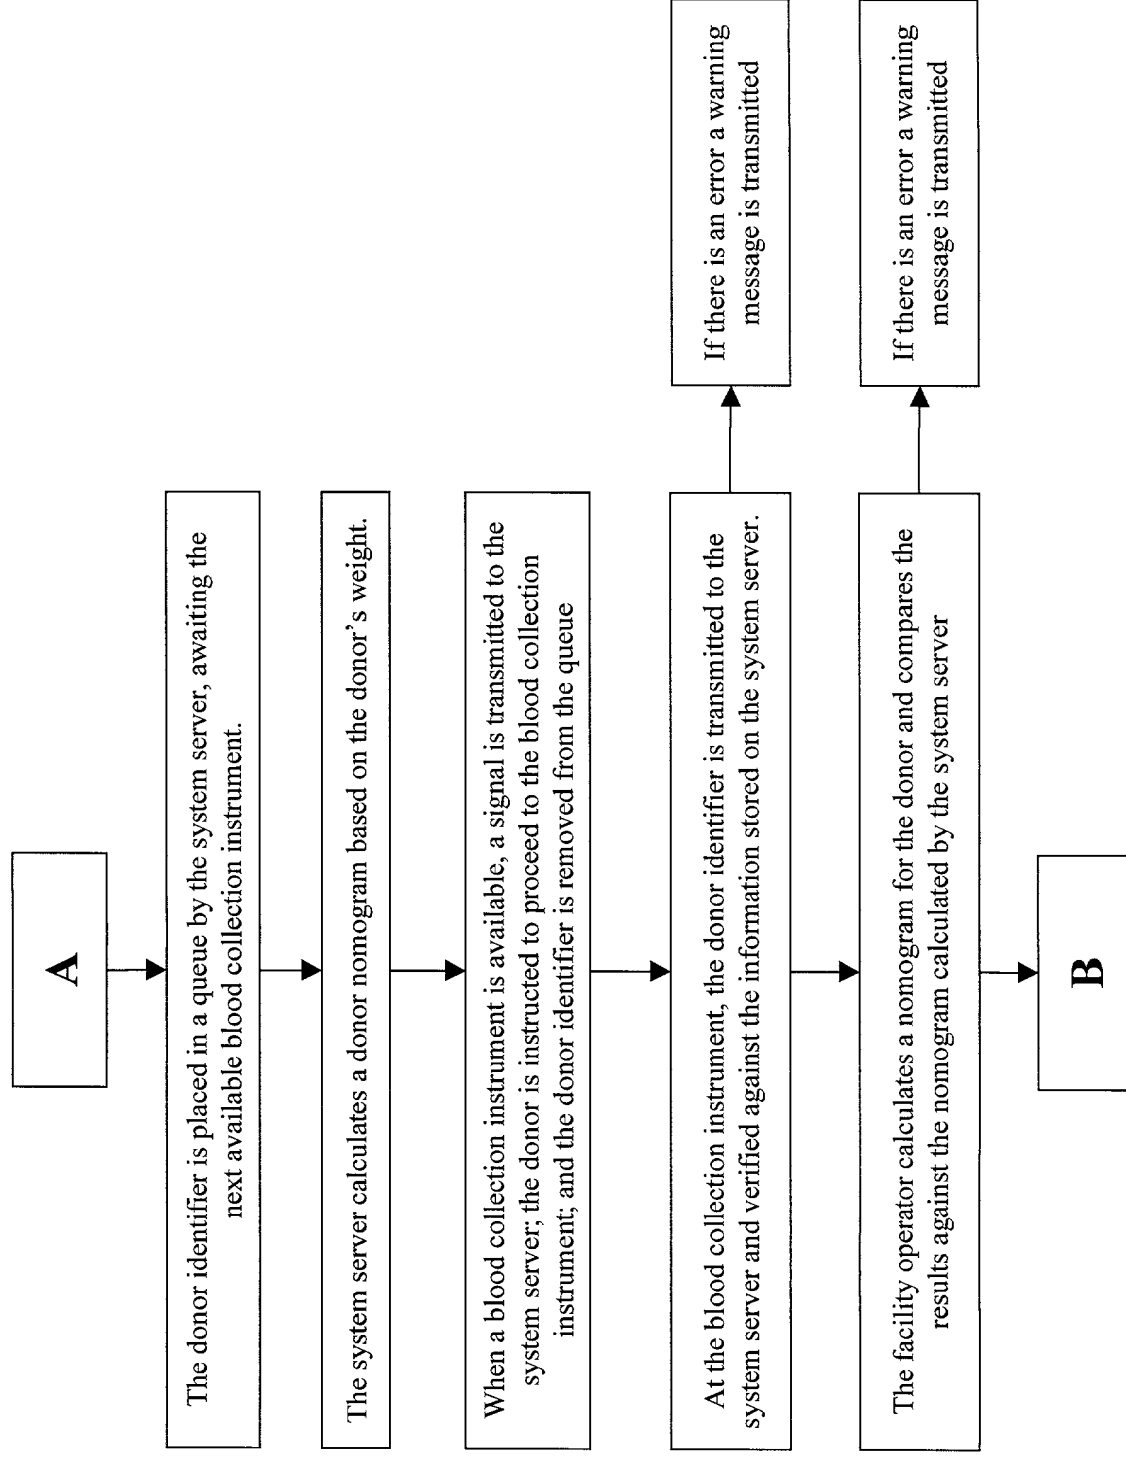 A
The donor identifier is placed in a queue by the system server, awaiting the
next available blood collection instrument.
The system server calculates a donor nomogram based on the donor's weight.
When a blood collection instrument is available, a signal is transmitted to the
system server; the donor is instructed to proceed to the blood collection
instrument; and the donor identifier is removed from the queue
At the blood collection instrument, the donor identifier is transmitted to the
system server and verified against the information stored on the system server.
If there is an error a warning
message is transmitted
The facility operator calculates a nomogram for the donor and compares the
results against the nomogram calculated by the system server
If there is an error a warning
message is transmitted
B